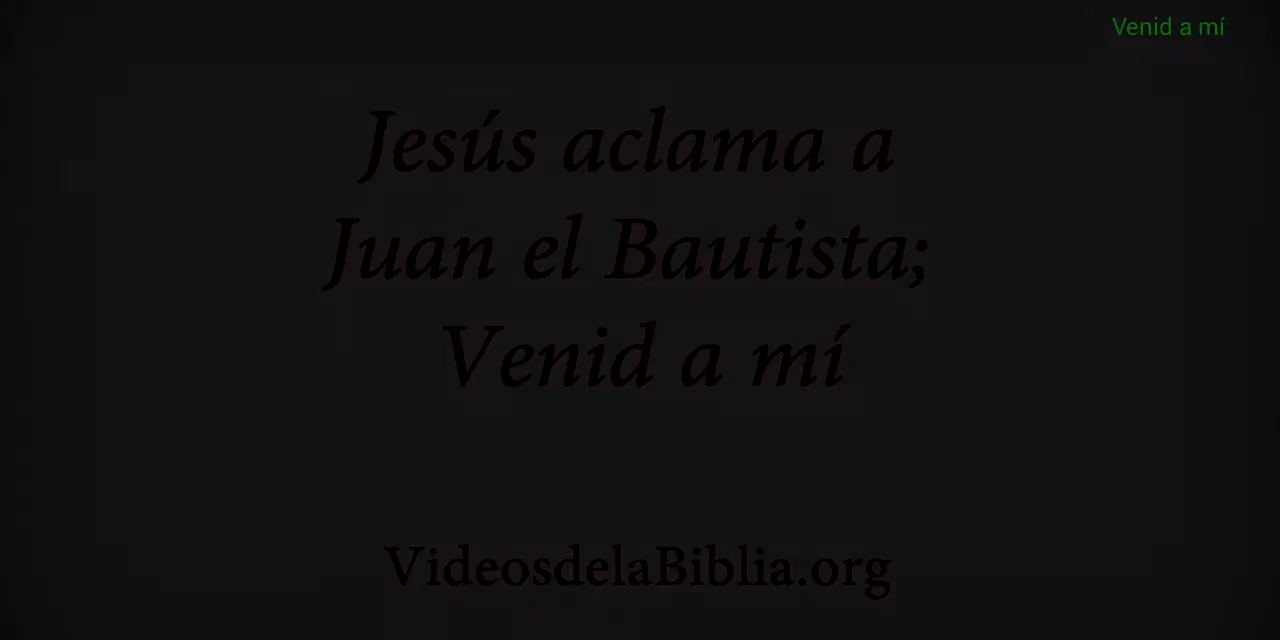 Venid a mí
Jesús aclama a
Juan el Bautista;
Venid a mí
VideosdelaBiblia.org